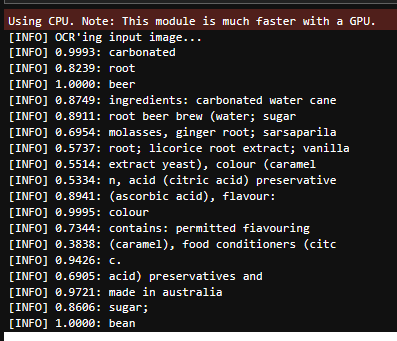 Using CPU. Note: This module is much faster with a GPU.
[INFO] OCR'ing input image...
[INFO] 0.9993: carbonated
[INFO] 0.8239: root
[INFO] 1.0000: beer
[INFO] 0.8749: ingredients: carbonated water cane
[INFO] 0.8911: root beer brew (water; sugar
[INFO] 0.6954: molasses, ginger root; sarsaparila
[INFO] 0.5737: root; licorice root extract; vanilla
[INFO] 0.5514: extract yeast), colour (caramel
[INFO] 0.5334: n, acid (citric acid) preservative
[INFO] 0.8941: (ascorbic acid), flavour:
[INFO] 0.9995: colour
[INFO] 0.7344: contains: permitted fiavouring
[INFO] 0.3838: (caramel), food conditioners (citc
[INFO] 0.9426: c.
[INFO] 0.6905: acid) preservatives and
[INFO] 0.9721: made in australia
[INFO] 0.8606: sugar;
[INFO] 1.0000: bean